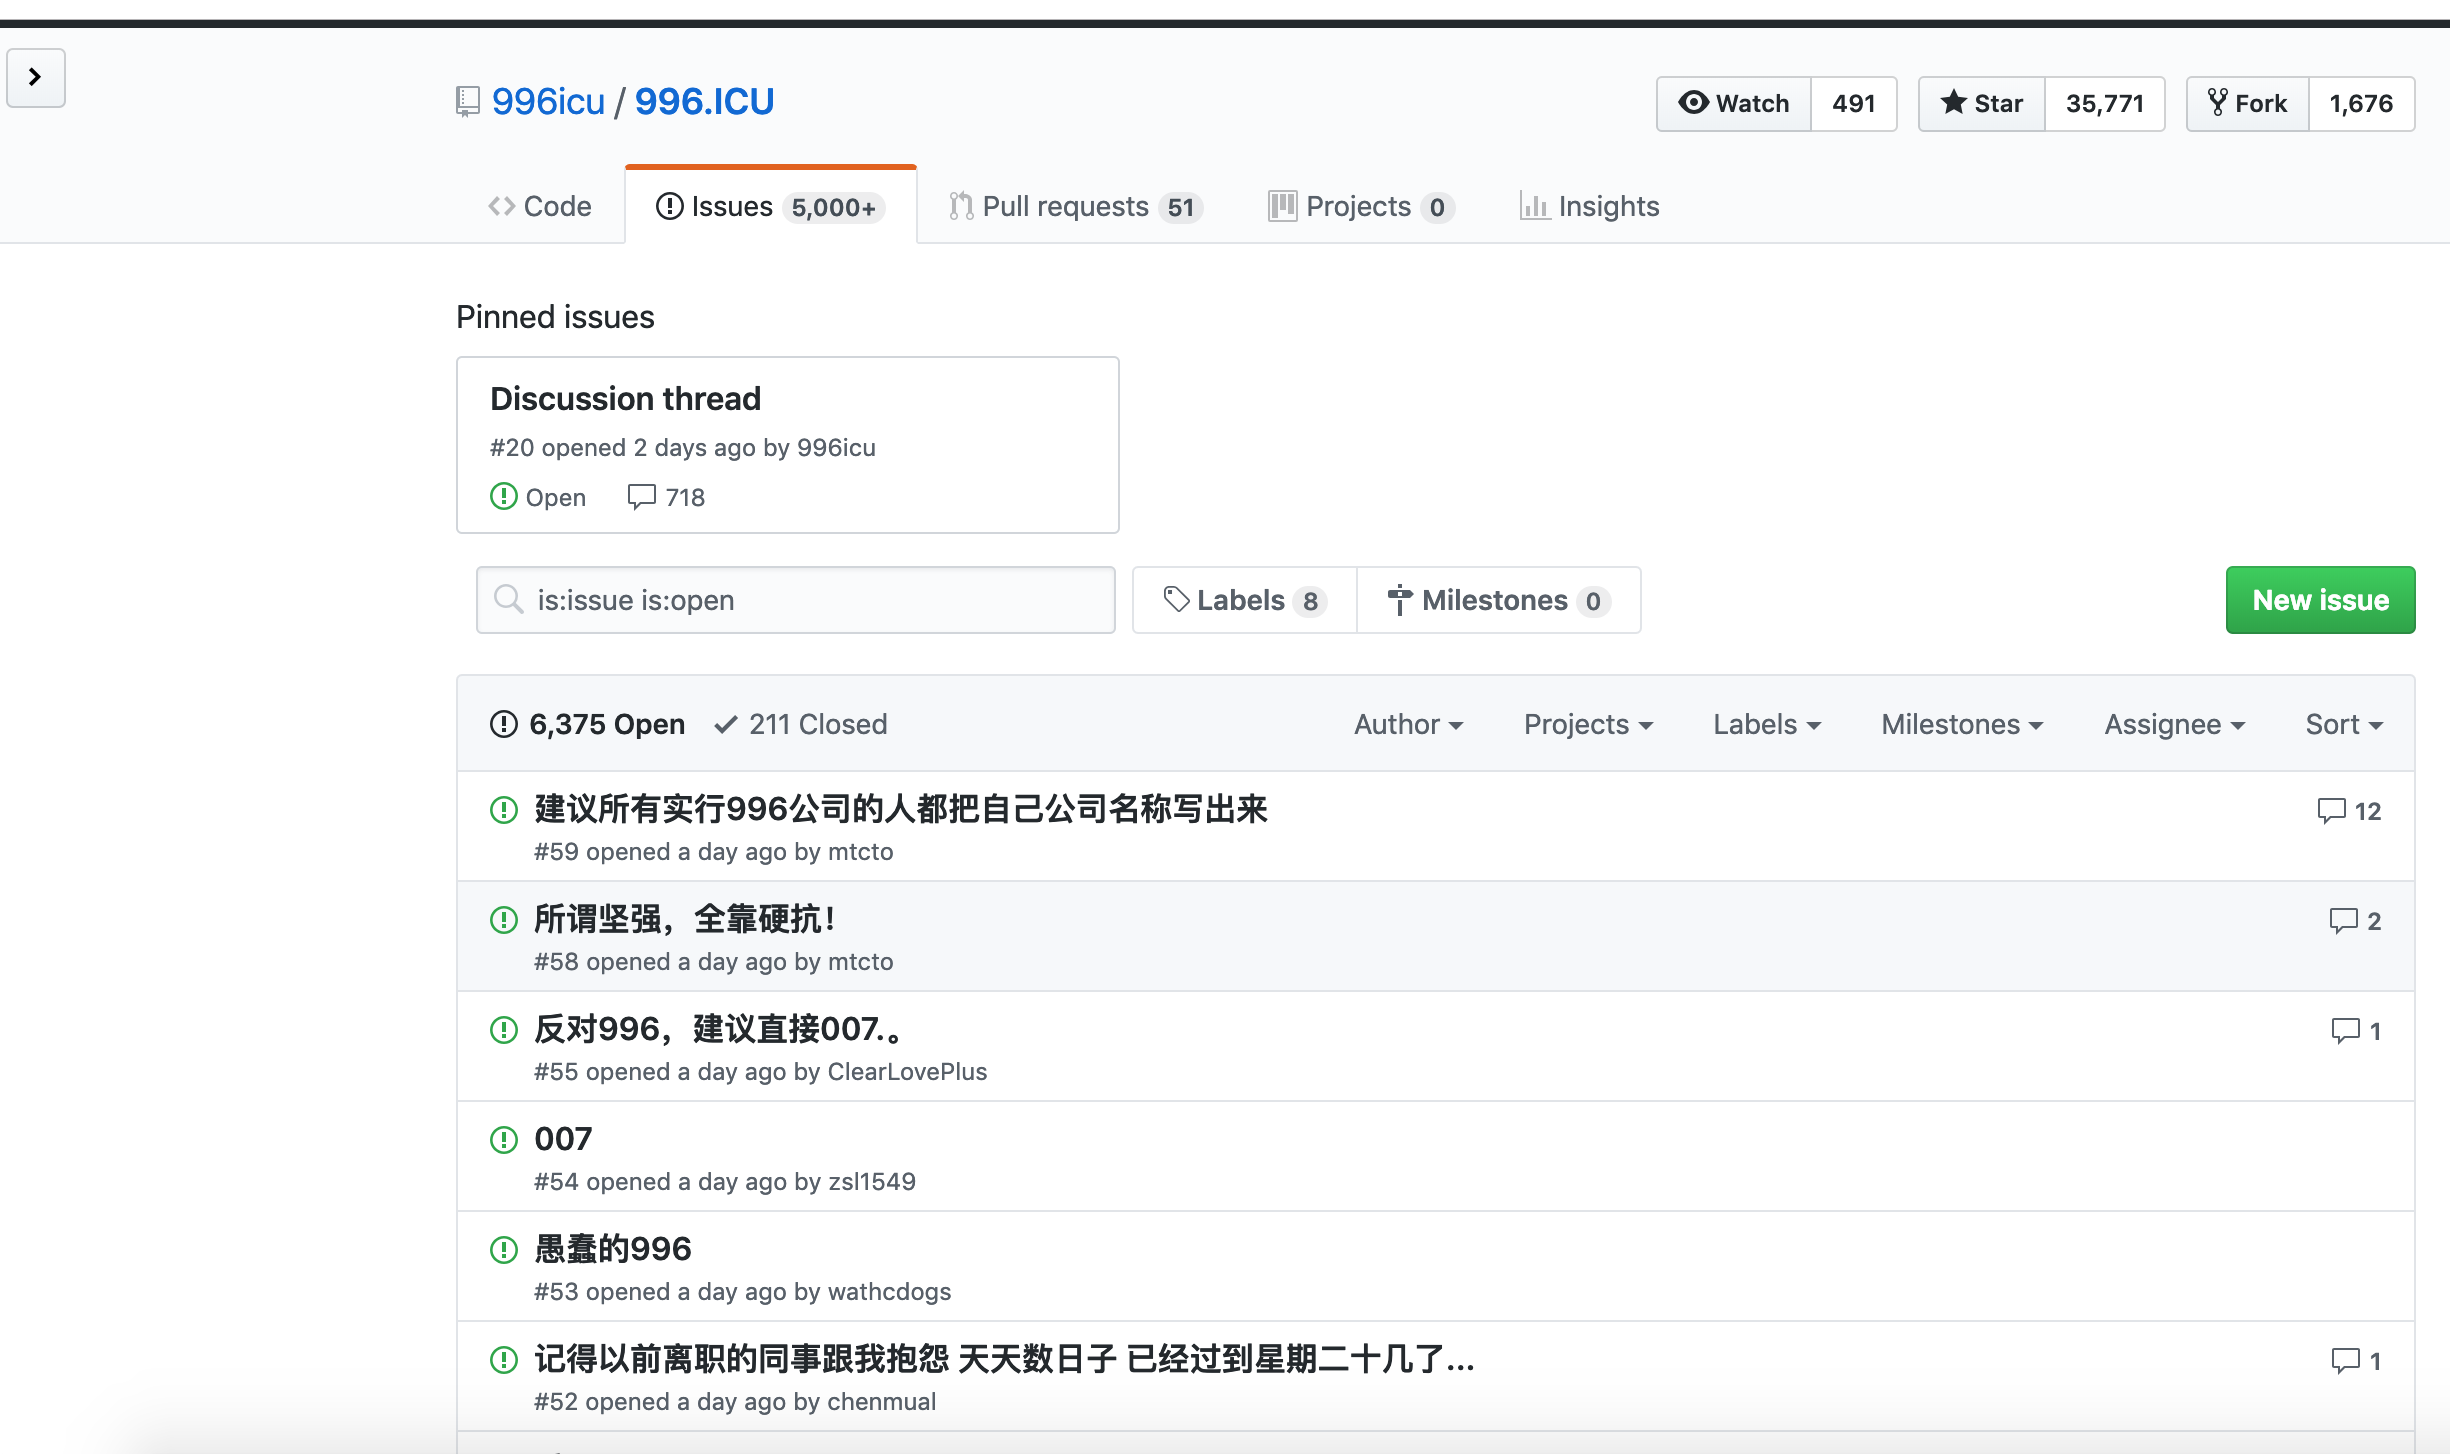 996icu / 996.ICU
Watch 491 Star 35,771 Fork 1,676
Code Issues 5,000+ Pull requests 51 Projects 0 Insights
Pinned issues
Discussion thread
#20 opened 2 days ago by 996icu
Open 718
is:issue is:open Labels 8 Milestones 0 New issue
6,375 Open 211 Closed Author Projects Labels Milestones Assignee Sort
建议所有实行996公司的人都把自己公司名称写出来 12
#59 opened a day ago by mtcto
所谓坚强，全靠硬抗！ 2
#58 opened a day ago by mtcto
反对996，建议直接007.。 1
#55 opened a day ago by ClearLovePlus
007
#54 opened a day ago by zsl1549
愚蠢的996
#53 opened a day ago by wathcdogs
记得以前离职的同事跟我抱怨 天天数日子 已经过到星期二十几了... 1
#52 opened a day ago by chenmual